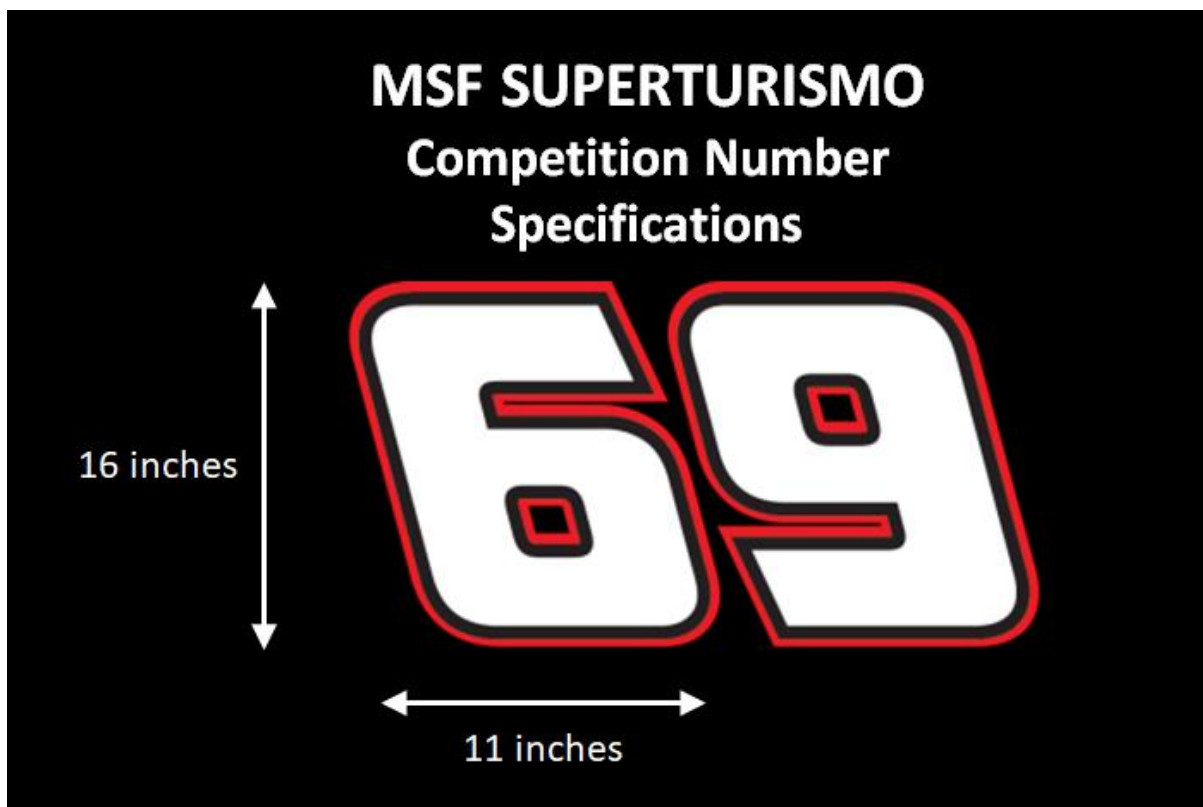 MSF SUPERTURISMO
Competition Number
Specifications
69
16 inches
11 inches